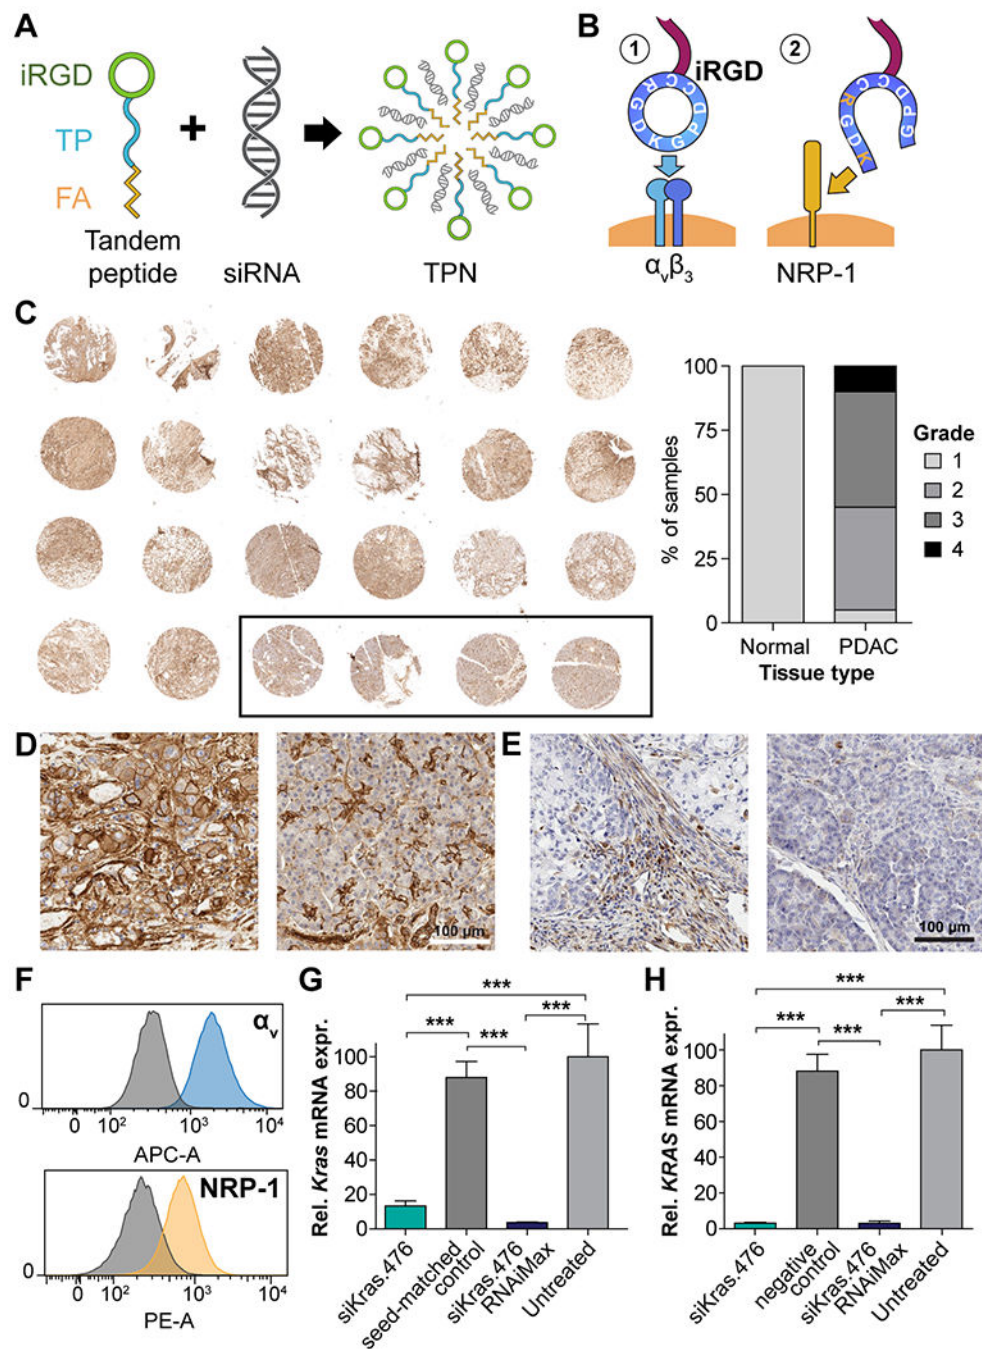 A
iRGD
TP
FA
Tandem
peptide
siRNA
TPN
B
1
iRGD
C C R G D K G P D C
αvβ3
2
C C R G D K
G P D C
NRP-1
C
100
75
50
25
0
% of samples
Normal
PDAC
Tissue type
Grade
1
2
3
4
D
100 µm
E
100 µm
F
αv
0
0
10²
10³
10⁴
APC-A
NRP-1
0
0
10²
10³
10⁴
PE-A
G
Rel. Kras mRNA expr.
100
80
60
40
20
0
***
***
***
***
siKras.476
seed-matched
control
siKras.476
RNAiMax
Untreated
H
Rel. KRAS mRNA expr.
100
80
60
40
20
0
***
***
***
***
siKras.476
negative
control
siKras.476
RNAiMax
Untreated